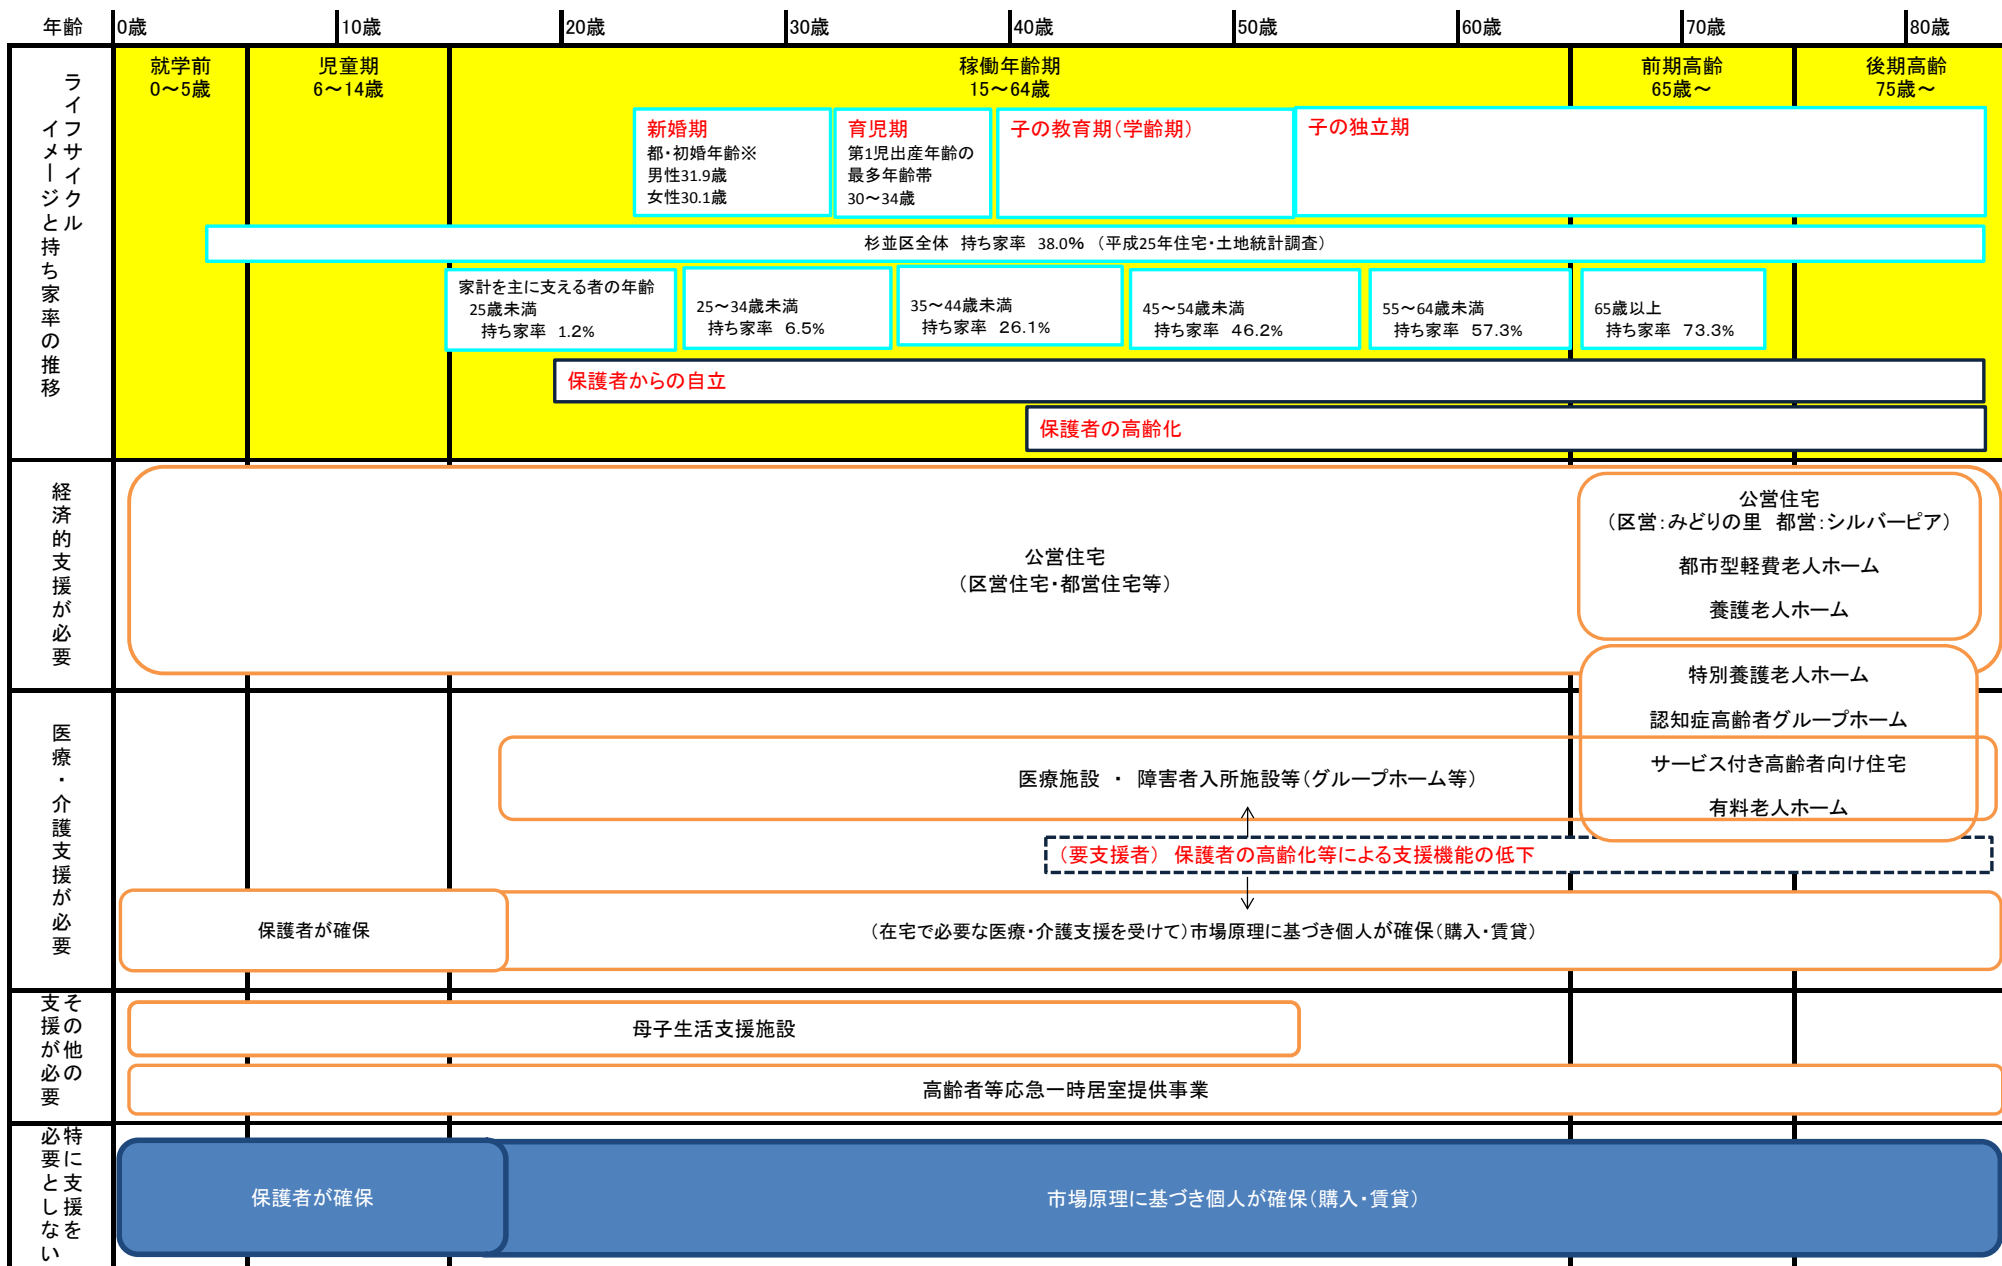 年齢
0歳
10歳
20歳
30歳
40歳
50歳
60歳
70歳
80歳
ライフサイクル
イメージと持ち家率の推移
就学前
0～5歳
児童期
6～14歳
稼働年齢期
15～64歳
前期高齢
65歳～
後期高齢
75歳～
新婚期
都・初婚年齢※
男性31.9歳
女性30.1歳
育児期
第1児出産年齢の
最多年齢帯
30～34歳
子の教育期（学齢期）
子の独立期
杉並区全体 持ち家率 38.0% （平成25年住宅・土地統計調査）
家計を主に支える者の年齢
25歳未満
持ち家率 1.2%
25～34歳未満
持ち家率 6.5%
35～44歳未満
持ち家率 26.1%
45～54歳未満
持ち家率 46.2%
55～64歳未満
持ち家率 57.3%
65歳以上
持ち家率 73.3%
保護者からの自立
保護者の高齢化
経済的支援が必要
公営住宅
（区営住宅・都営住宅等）
公営住宅
（区営：みどりの里 都営：シルバーピア）
都市型軽費老人ホーム
養護老人ホーム
特別養護老人ホーム
認知症高齢者グループホーム
サービス付き高齢者向け住宅
有料老人ホーム
医療・介護支援が必要
医療施設 ・ 障害者入所施設等（グループホーム等）
（要支援者） 保護者の高齢化等による支援機能の低下
保護者が確保
（在宅で必要な医療・介護支援を受けて）市場原理に基づき個人が確保（購入・賃貸）
その他の
支援が必要
母子生活支援施設
高齢者等応急一時居室提供事業
特に支援を
必要としない
保護者が確保
市場原理に基づき個人が確保（購入・賃貸）